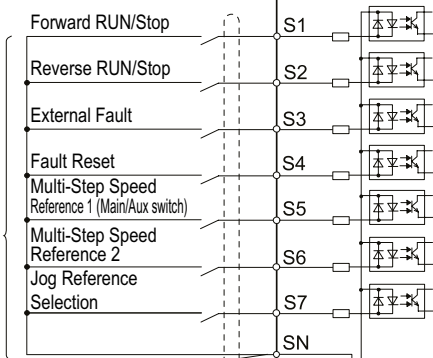 Forward RUN/Stop S1
Reverse RUN/Stop S2
External Fault S3
Fault Reset S4
Multi-Step Speed
Reference 1 (Main/Aux switch) S5
Multi-Step Speed
Reference 2 S6
Jog Reference
Selection S7
SN